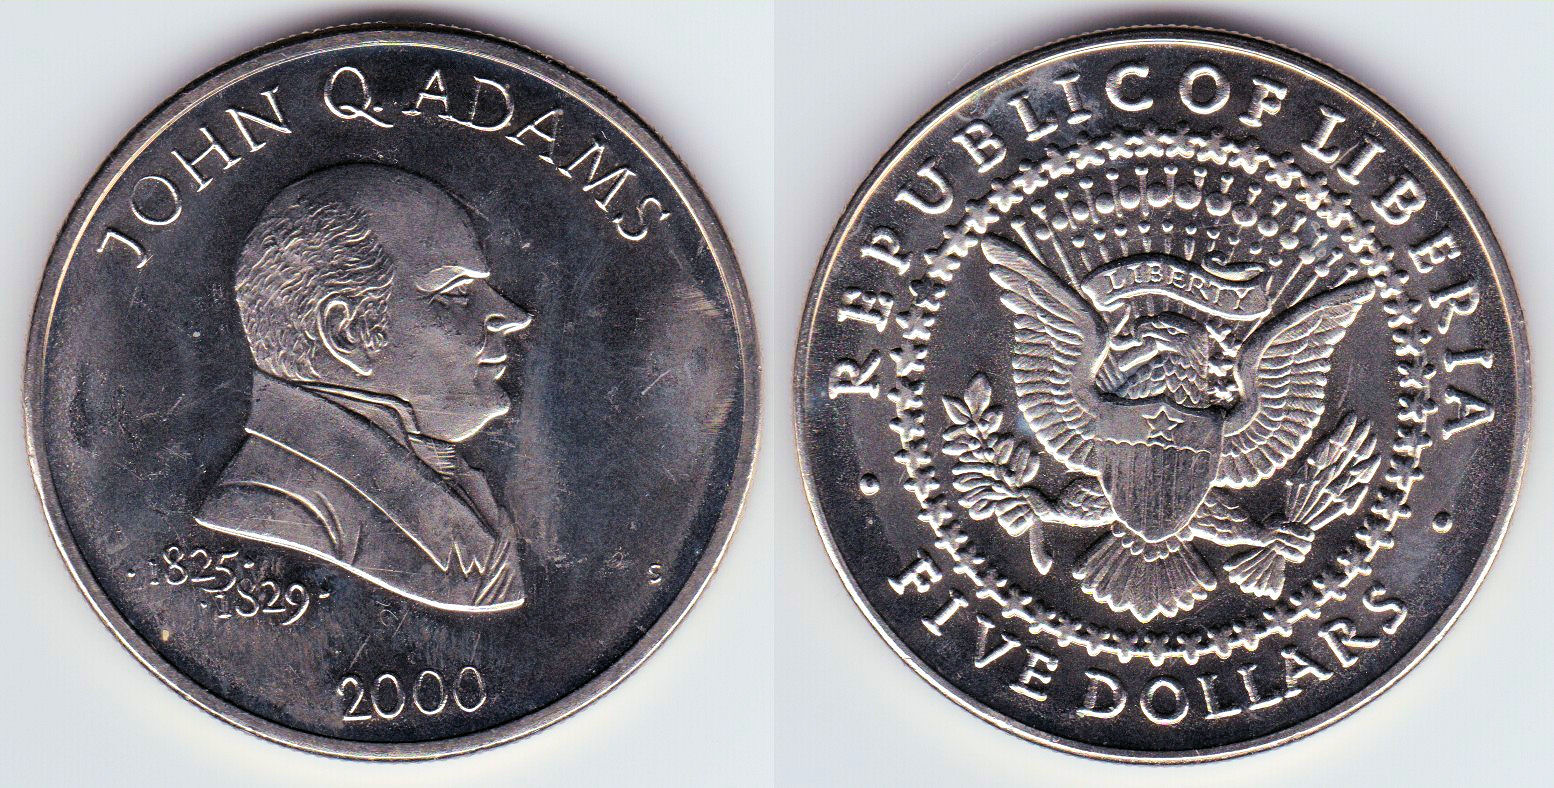 JOHN Q. ADAMS
·1825·
·1829·
2000
S
REPUBLIC OF LIBERIA
LIBERTY
· FIVE DOLLARS ·